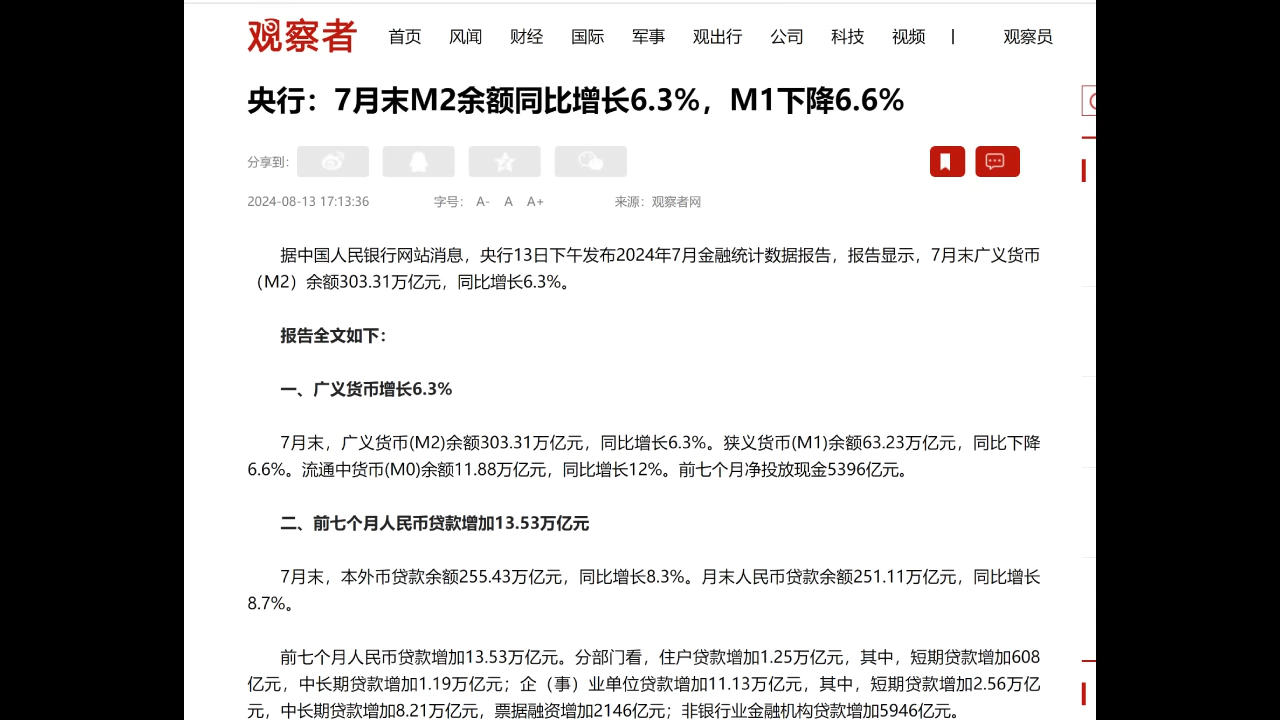 观察者 首页 风闻 财经 国际 军事 观出行 公司 科技 视频 | 观察员
央行：7月末M2余额同比增长6.3%，M1下降6.6%
分享到:
2024-08-13 17:13:36 字号： A- A A+ 来源：观察者网
据中国人民银行网站消息，央行13日下午发布2024年7月金融统计数据报告，报告显示，7月末广义货币
（M2）余额303.31万亿元，同比增长6.3%。
报告全文如下：
一、广义货币增长6.3%
7月末，广义货币(M2)余额303.31万亿元，同比增长6.3%。狭义货币(M1)余额63.23万亿元，同比下降
6.6%。流通中货币(M0)余额11.88万亿元，同比增长12%。前七个月净投放现金5396亿元。
二、前七个月人民币贷款增加13.53万亿元
7月末，本外币贷款余额255.43万亿元，同比增长8.3%。月末人民币贷款余额251.11万亿元，同比增长
8.7%。
前七个月人民币贷款增加13.53万亿元。分部门看，住户贷款增加1.25万亿元，其中，短期贷款增加608
亿元，中长期贷款增加1.19万亿元；企（事）业单位贷款增加11.13万亿元，其中，短期贷款增加2.56万亿
元，中长期贷款增加8.21万亿元，票据融资增加2146亿元；非银行业金融机构贷款增加5946亿元。